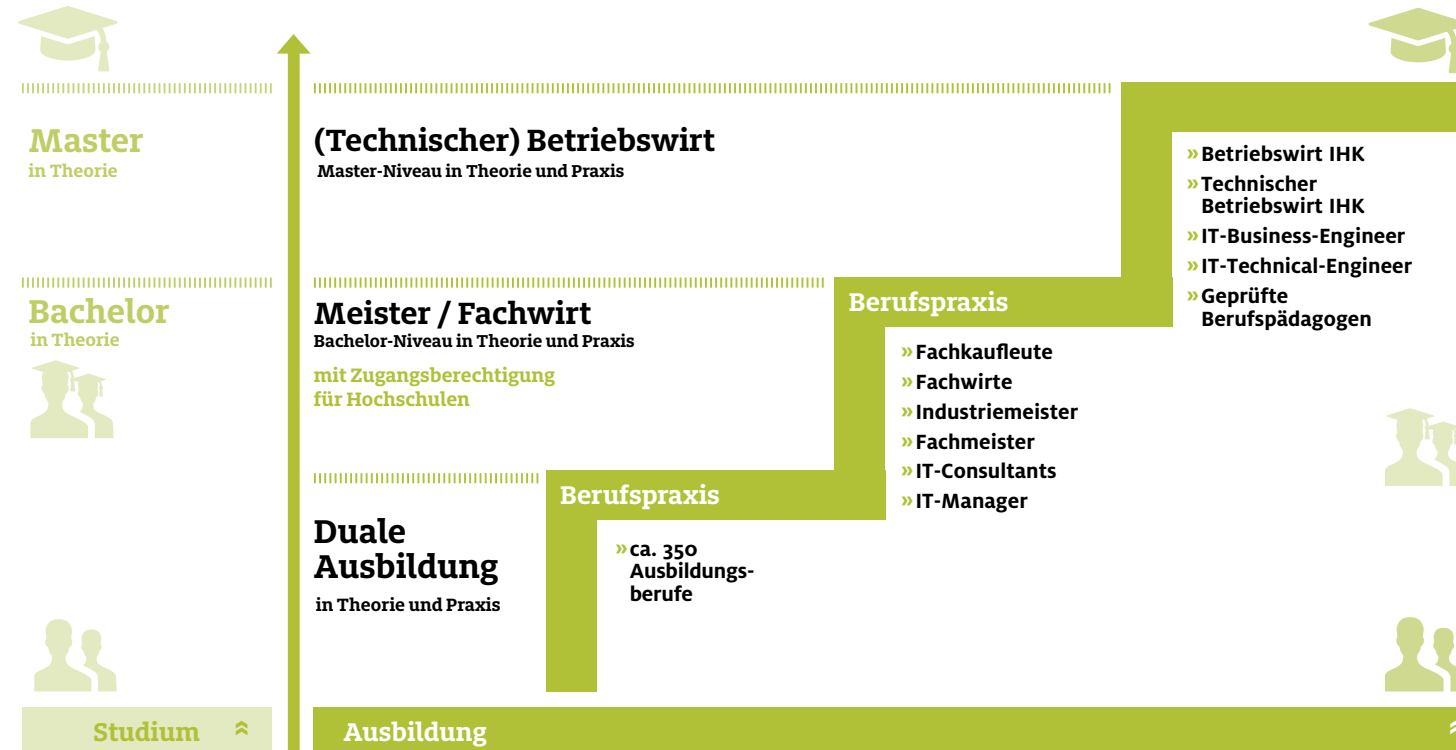 Master
in Theorie
(Technischer) Betriebswirt
Master-Niveau in Theorie und Praxis
» Betriebswirt IHK
» Technischer
Betriebswirt IHK
» IT-Business-Engineer
» IT-Technical-Engineer
» Geprüfte
Berufspädagogen
Bachelor
in Theorie
Meister / Fachwirt
Bachelor-Niveau in Theorie und Praxis
mit Zugangsberechtigung
für Hochschulen
Berufspraxis
» Fachkaufleute
» Fachwirte
» Industriemeister
» Fachmeister
» IT-Consultants
» IT-Manager
Duale
Ausbildung
in Theorie und Praxis
Berufspraxis
» ca. 350
Ausbildungs-
berufe
Studium
Ausbildung